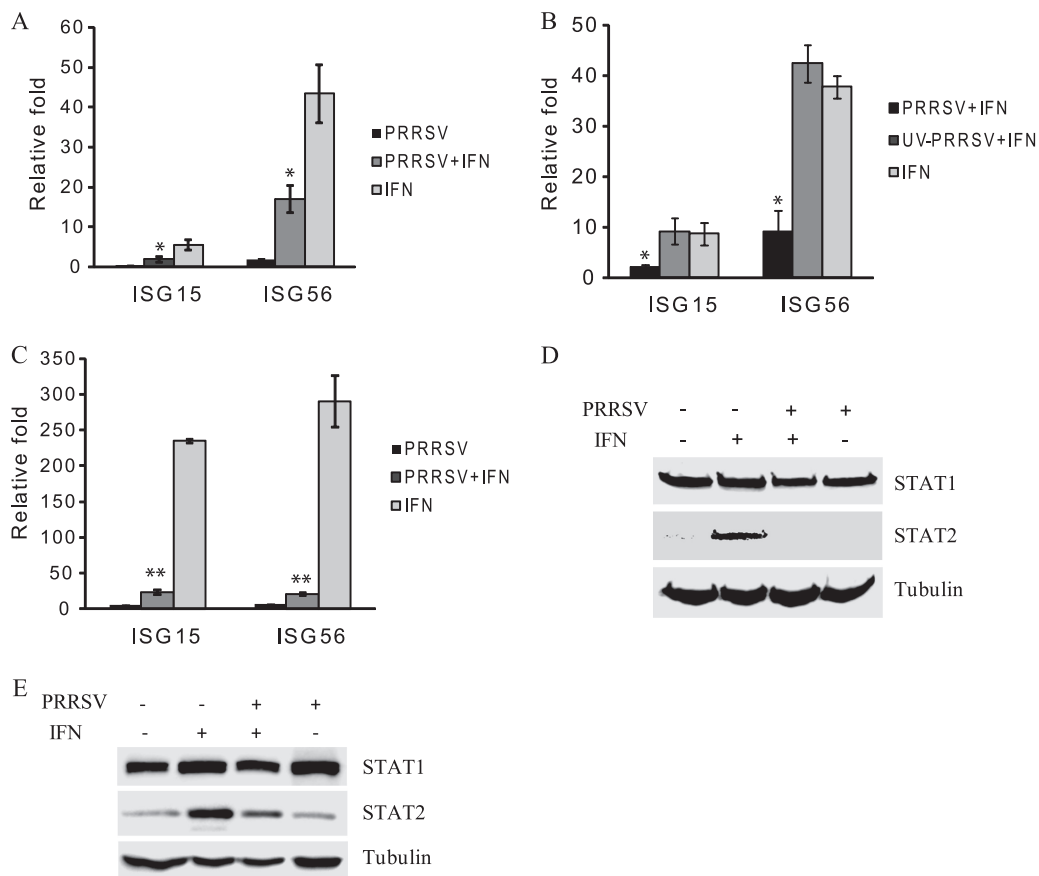 A
Relative fold
60
50
40
30
20
10
0
*
*
ISG15
ISG56
PRRSV
PRRSV+IFN
IFN
B
Relative fold
50
40
30
20
10
0
*
*
ISG15
ISG56
PRRSV+IFN
UV-PRRSV+IFN
IFN
C
Relative fold
350
300
250
200
150
100
50
0
**
**
ISG15
ISG56
PRRSV
PRRSV+IFN
IFN
D
PRRSV - - + +
IFN - + + -
STAT1
STAT2
Tubulin
E
PRRSV - - + +
IFN - + + -
STAT1
STAT2
Tubulin